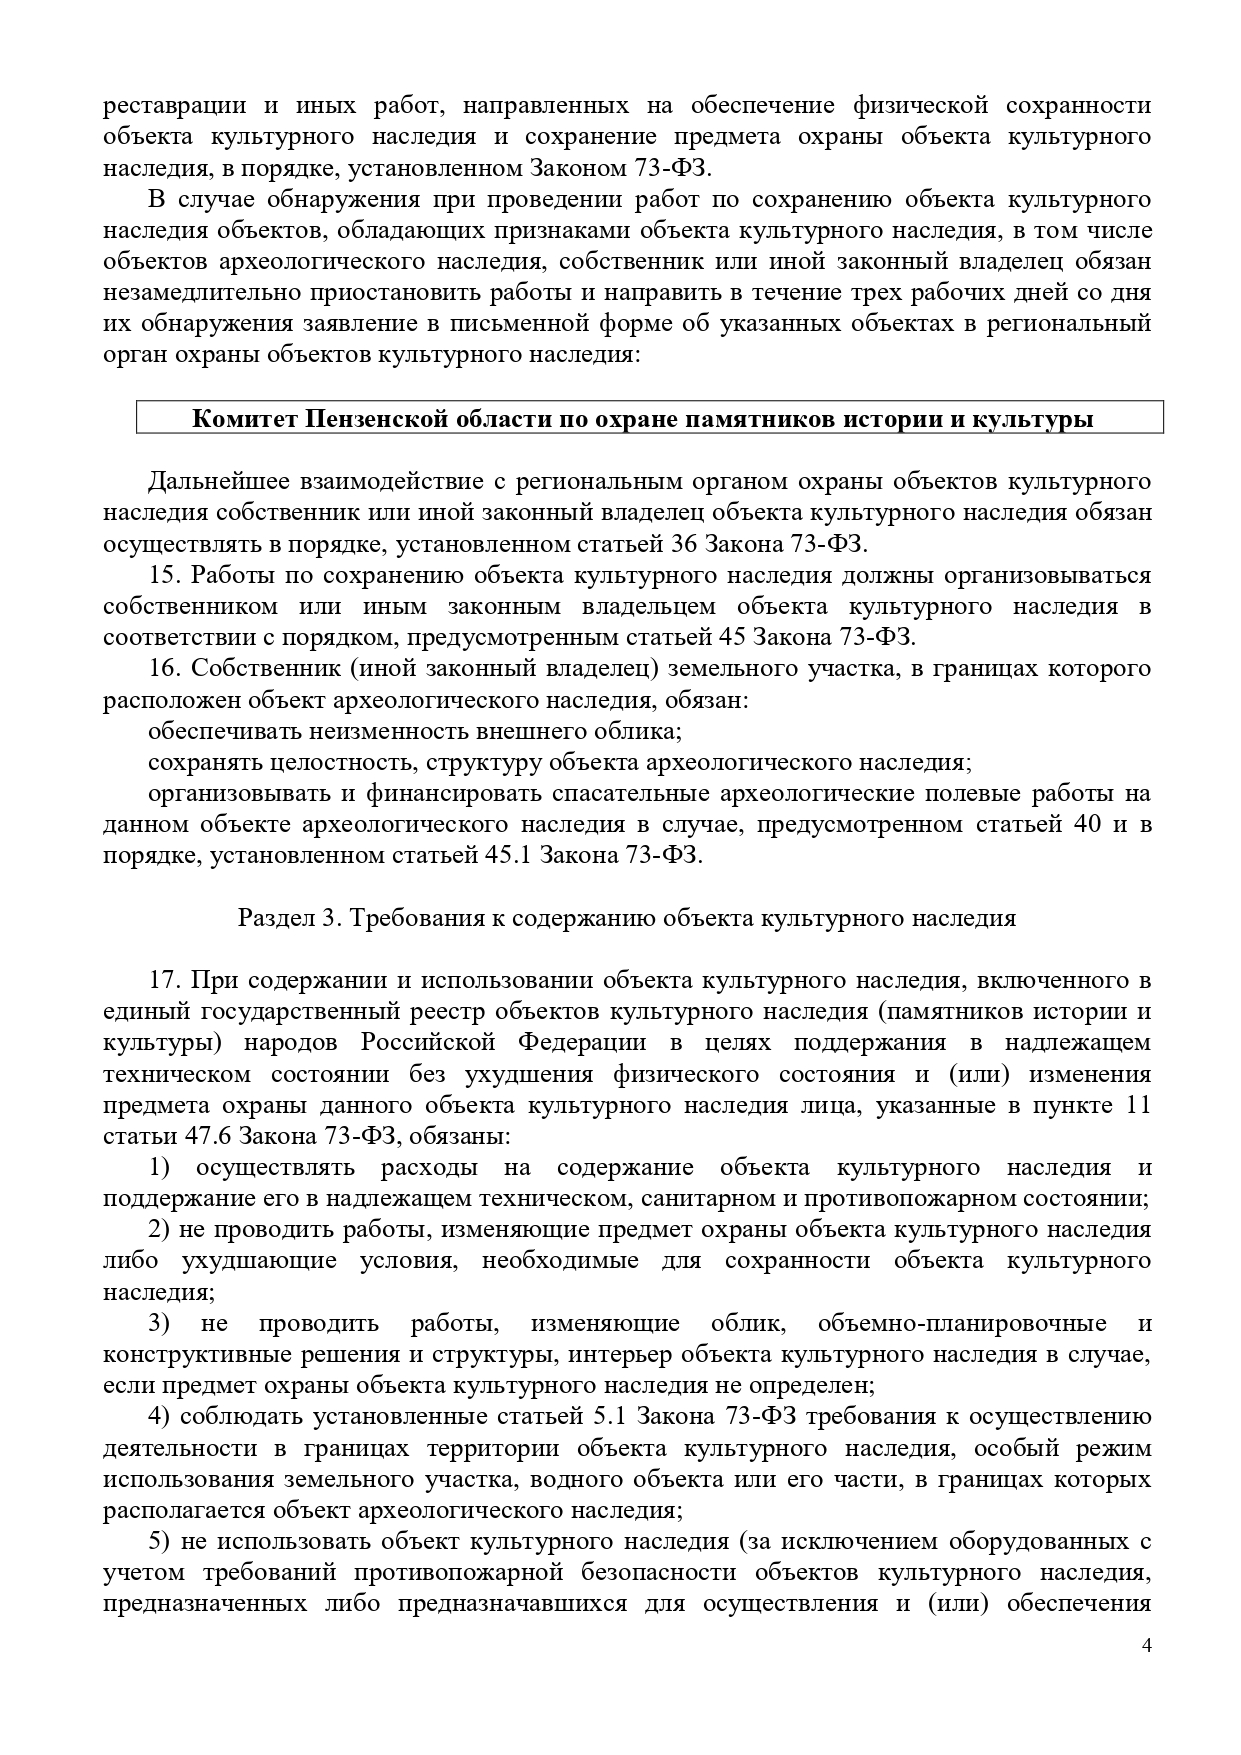 реставрации и иных работ, направленных на обеспечение физической сохранности
объекта культурного наследия и сохранение предмета охраны объекта культурного
наследия, в порядке, установленном Законом 73-ФЗ.
В случае обнаружения при проведении работ по сохранению объекта культурного
наследия объектов, обладающих признаками объекта культурного наследия, в том числе
объектов археологического наследия, собственник или иной законный владелец обязан
незамедлительно приостановить работы и направить в течение трех рабочих дней со дня
их обнаружения заявление в письменной форме об указанных объектах в региональный
орган охраны объектов культурного наследия:
Комитет Пензенской области по охране памятников истории и культуры
Дальнейшее взаимодействие с региональным органом охраны объектов культурного
наследия собственник или иной законный владелец объекта культурного наследия обязан
осуществлять в порядке, установленном статьей 36 Закона 73-ФЗ.
15. Работы по сохранению объекта культурного наследия должны организовываться
собственником или иным законным владельцем объекта культурного наследия в
соответствии с порядком, предусмотренным статьей 45 Закона 73-ФЗ.
16. Собственник (иной законный владелец) земельного участка, в границах которого
расположен объект археологического наследия, обязан:
обеспечивать неизменность внешнего облика;
сохранять целостность, структуру объекта археологического наследия;
организовывать и финансировать спасательные археологические полевые работы на
данном объекте археологического наследия в случае, предусмотренном статьей 40 и в
порядке, установленном статьей 45.1 Закона 73-ФЗ.
Раздел 3. Требования к содержанию объекта культурного наследия
17. При содержании и использовании объекта культурного наследия, включенного в
единый государственный реестр объектов культурного наследия (памятников истории и
культуры) народов Российской Федерации в целях поддержания в надлежащем
техническом состоянии без ухудшения физического состояния и (или) изменения
предмета охраны данного объекта культурного наследия лица, указанные в пункте 11
статьи 47.6 Закона 73-ФЗ, обязаны:
1) осуществлять расходы на содержание объекта культурного наследия и
поддержание его в надлежащем техническом, санитарном и противопожарном состоянии;
2) не проводить работы, изменяющие предмет охраны объекта культурного наследия
либо ухудшающие условия, необходимые для сохранности объекта культурного
наследия;
3) не проводить работы, изменяющие облик, объемно-планировочные и
конструктивные решения и структуры, интерьер объекта культурного наследия в случае,
если предмет охраны объекта культурного наследия не определен;
4) соблюдать установленные статьей 5.1 Закона 73-ФЗ требования к осуществлению
деятельности в границах территории объекта культурного наследия, особый режим
использования земельного участка, водного объекта или его части, в границах которых
располагается объект археологического наследия;
5) не использовать объект культурного наследия (за исключением оборудованных с
учетом требований противопожарной безопасности объектов культурного наследия,
предназначенных либо предназначавшихся для осуществления и (или) обеспечения
4